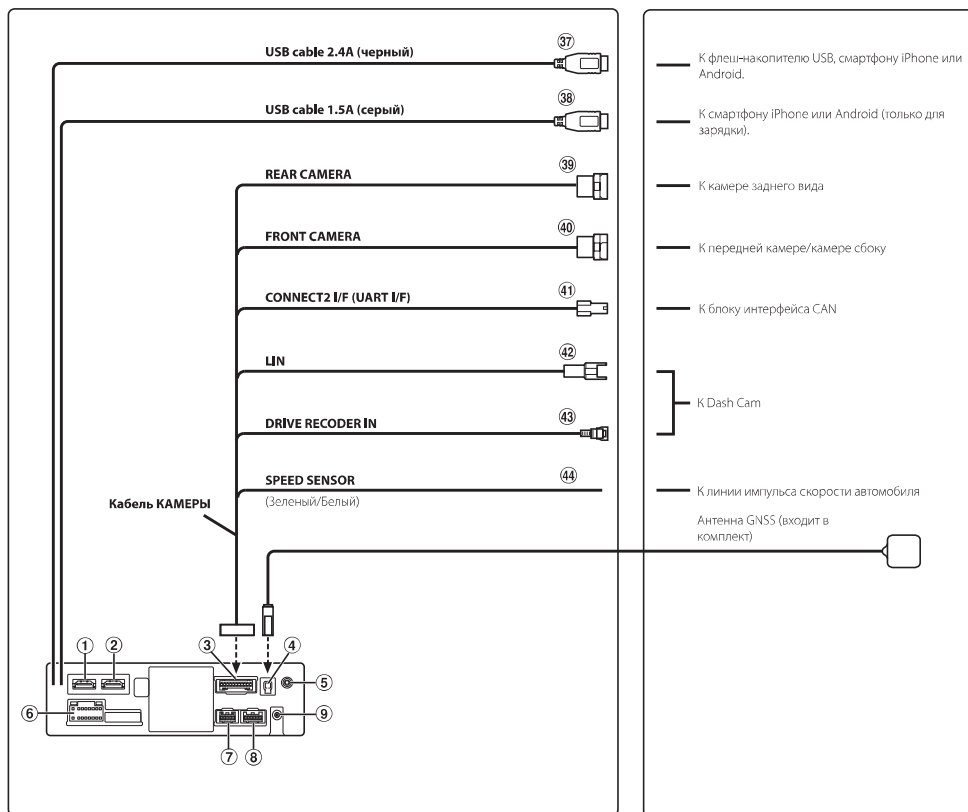 USB cable 2.4A (черный)
㊲
К флеш-накопителю USB, смартфону iPhone или
Android.
USB cable 1.5A (серый)
㊳
К смартфону iPhone или Android (только для
зарядки).
REAR CAMERA
㊴
К камере заднего вида
FRONT CAMERA
㊵
К передней камере/камере сбоку
CONNECT2 I/F (UART I/F)
㊶
К блоку интерфейса CAN
LIN
㊷
К Dash Cam
DRIVE RECODER IN
㊸
SPEED SENSOR
(Зеленый/Белый)
㊹
К линии импульса скорости автомобиля
Кабель КАМЕРЫ
Антенна GNSS (входит в
комплект)
①
②
③
④
⑤
⑥
⑦
⑧
⑨